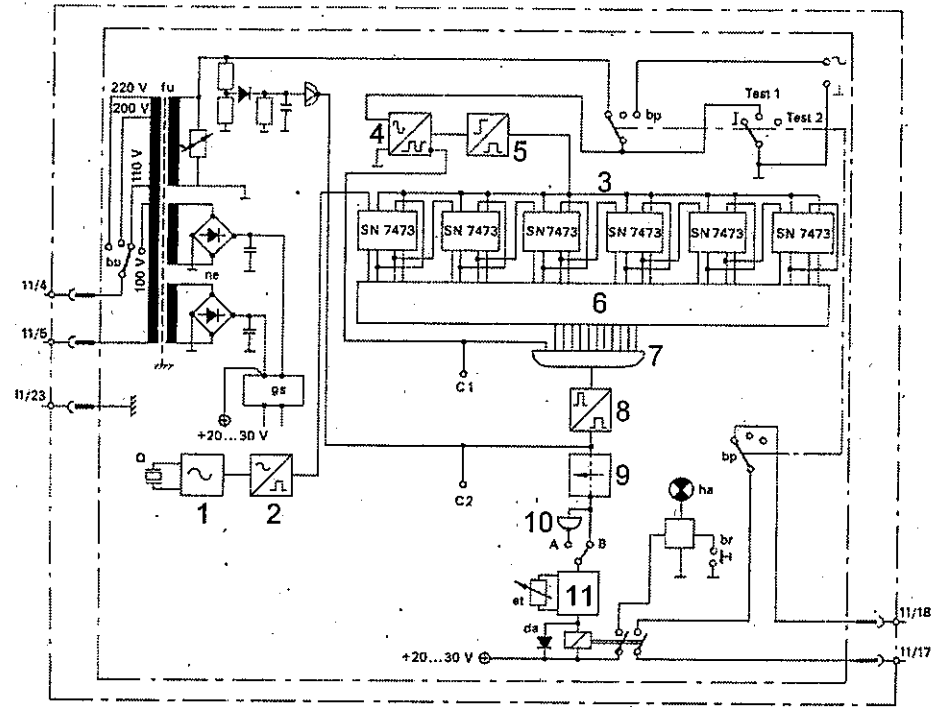 220 V
200 V
110 V
100 V
fu
bu
ne
11/4
11/5
11/23
gs
+20...30 V
Q
1
2
4
5
bp
Test 1
Test 2
3
SN 7473
SN 7473
SN 7473
SN 7473
SN 7473
SN 7473
6
7
C1
8
C2
9
10
A
B
11
et
da
+20...30 V
bp
ha
br
11/18
11/17